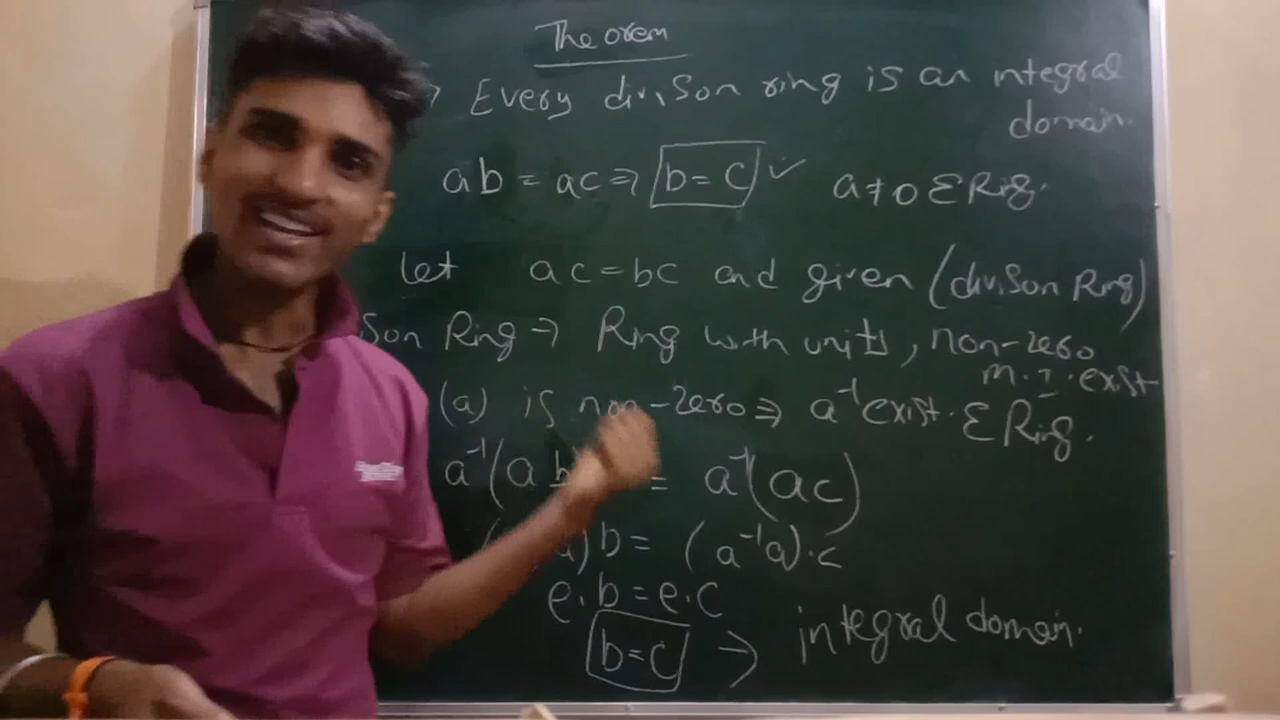 Theorem
Every divison ring is an integral
domain.
ab = ac ⇒ b = c ✓ a ≠ 0 ∈ Ring.
Let ac = bc and given (divison Ring)
son Ring → Ring with unity, non-zero
m.I. exist
(a) is non-zero ⇒ a⁻¹ exist. ∈ Ring.
a⁻¹(ab = a⁻¹(ac)
a)b = (a⁻¹a)·c
e.b = e.c
b=c → integral domain.